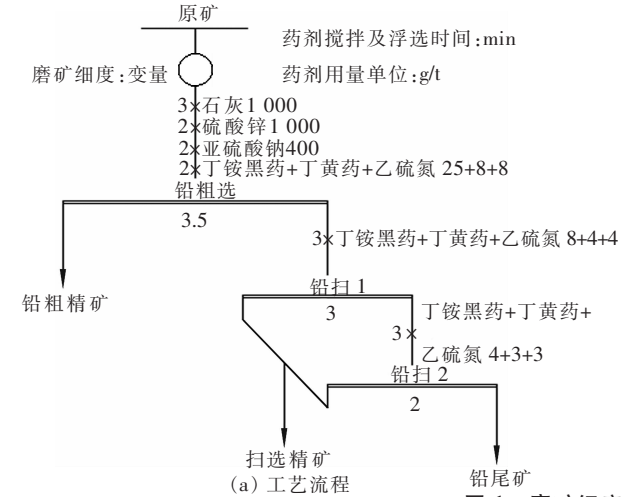 原矿
药剂搅拌及浮选时间:min
磨矿细度:变量
药剂用量单位:g/t
3 石灰1 000
2 硫酸锌1 000
2 亚硫酸钠400
2 丁铵黑药+丁黄药+乙硫氮 25+8+8
铅粗选
3.5
3 丁铵黑药+丁黄药+乙硫氮 8+4+4
铅粗精矿
铅扫 1
3
丁铵黑药+丁黄药+
3
乙硫氮 4+3+3
铅扫 2
2
扫选精矿
铅尾矿
(a) 工艺流程